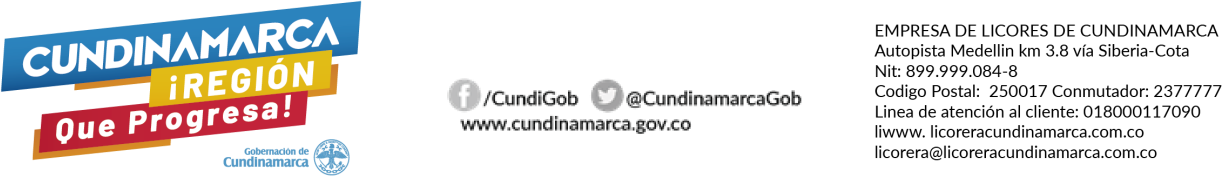 CUNDINAMARCA
¡REGIÓN
Que Progresa!
Gobernación de
Cundinamarca
/CundiGob @CundinamarcaGob
www.cundinamarca.gov.co
EMPRESA DE LICORES DE CUNDINAMARCA
Autopista Medellin km 3.8 vía Siberia-Cota
Nit: 899.999.084-8
Codigo Postal: 250017 Conmutador: 2377777
Linea de atención al cliente: 018000117090
liwww. licoreracundinamarca.com.co
licorera@licoreracundinamarca.com.co